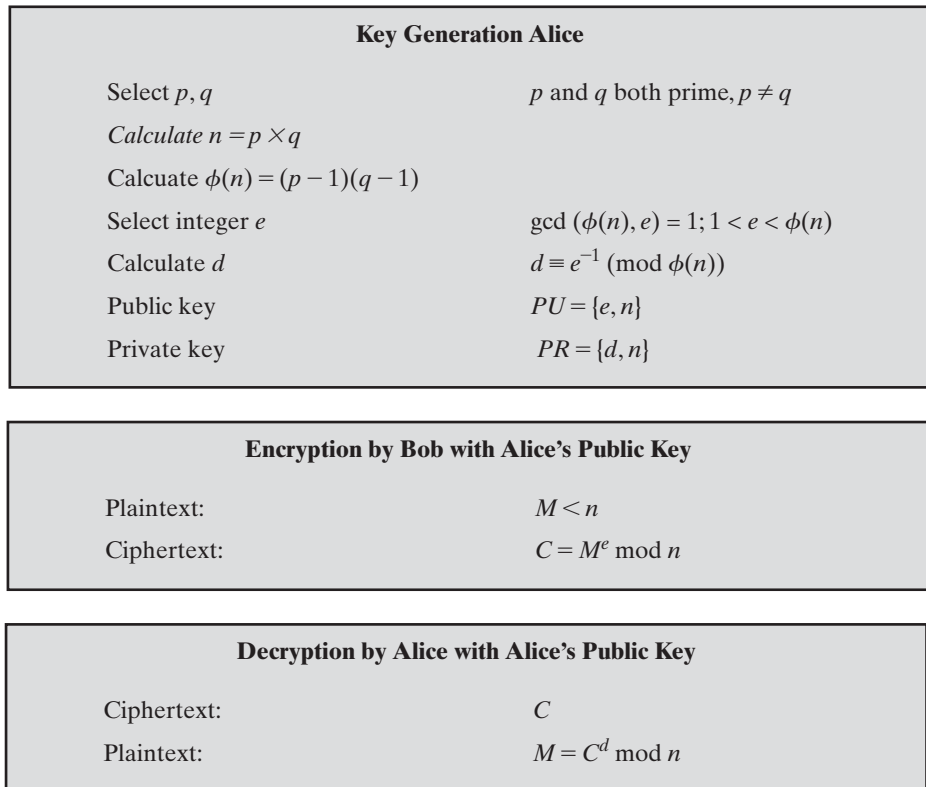 Key Generation Alice
Select p, q p and q both prime, p ≠ q
Calculate n = p × q
Calcuate ϕ(n) = (p − 1)(q − 1)
Select integer e gcd (ϕ(n), e) = 1; 1 < e < ϕ(n)
Calculate d d ≡ e⁻¹ (mod ϕ(n))
Public key PU = {e, n}
Private key PR = {d, n}
Encryption by Bob with Alice’s Public Key
Plaintext: M < n
Ciphertext: C = Mᵉ mod n
Decryption by Alice with Alice’s Public Key
Ciphertext: C
Plaintext: M = Cᵈ mod n